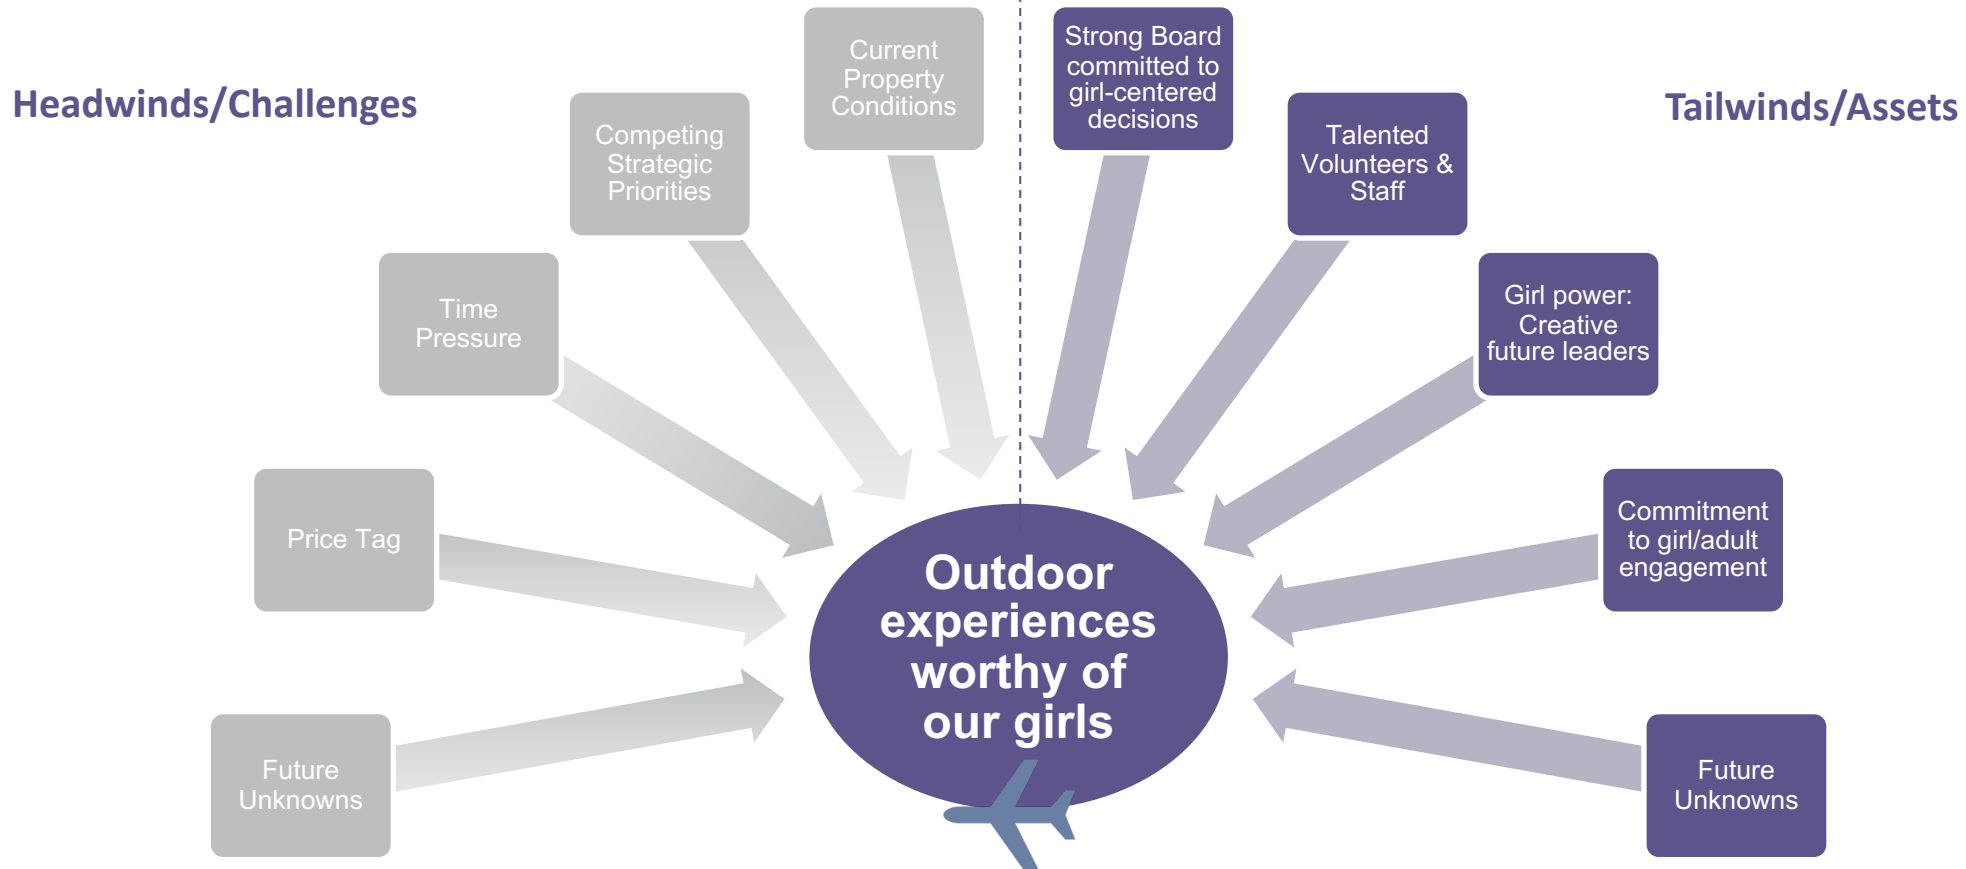 Headwinds/Challenges
Tailwinds/Assets
Current
Property
Conditions
Competing
Strategic
Priorities
Time
Pressure
Price Tag
Future
Unknowns
Strong Board
committed to
girl-centered
decisions
Talented
Volunteers &
Staff
Girl power:
Creative
future leaders
Commitment
to girl/adult
engagement
Future
Unknowns
Outdoor
experiences
worthy of
our girls